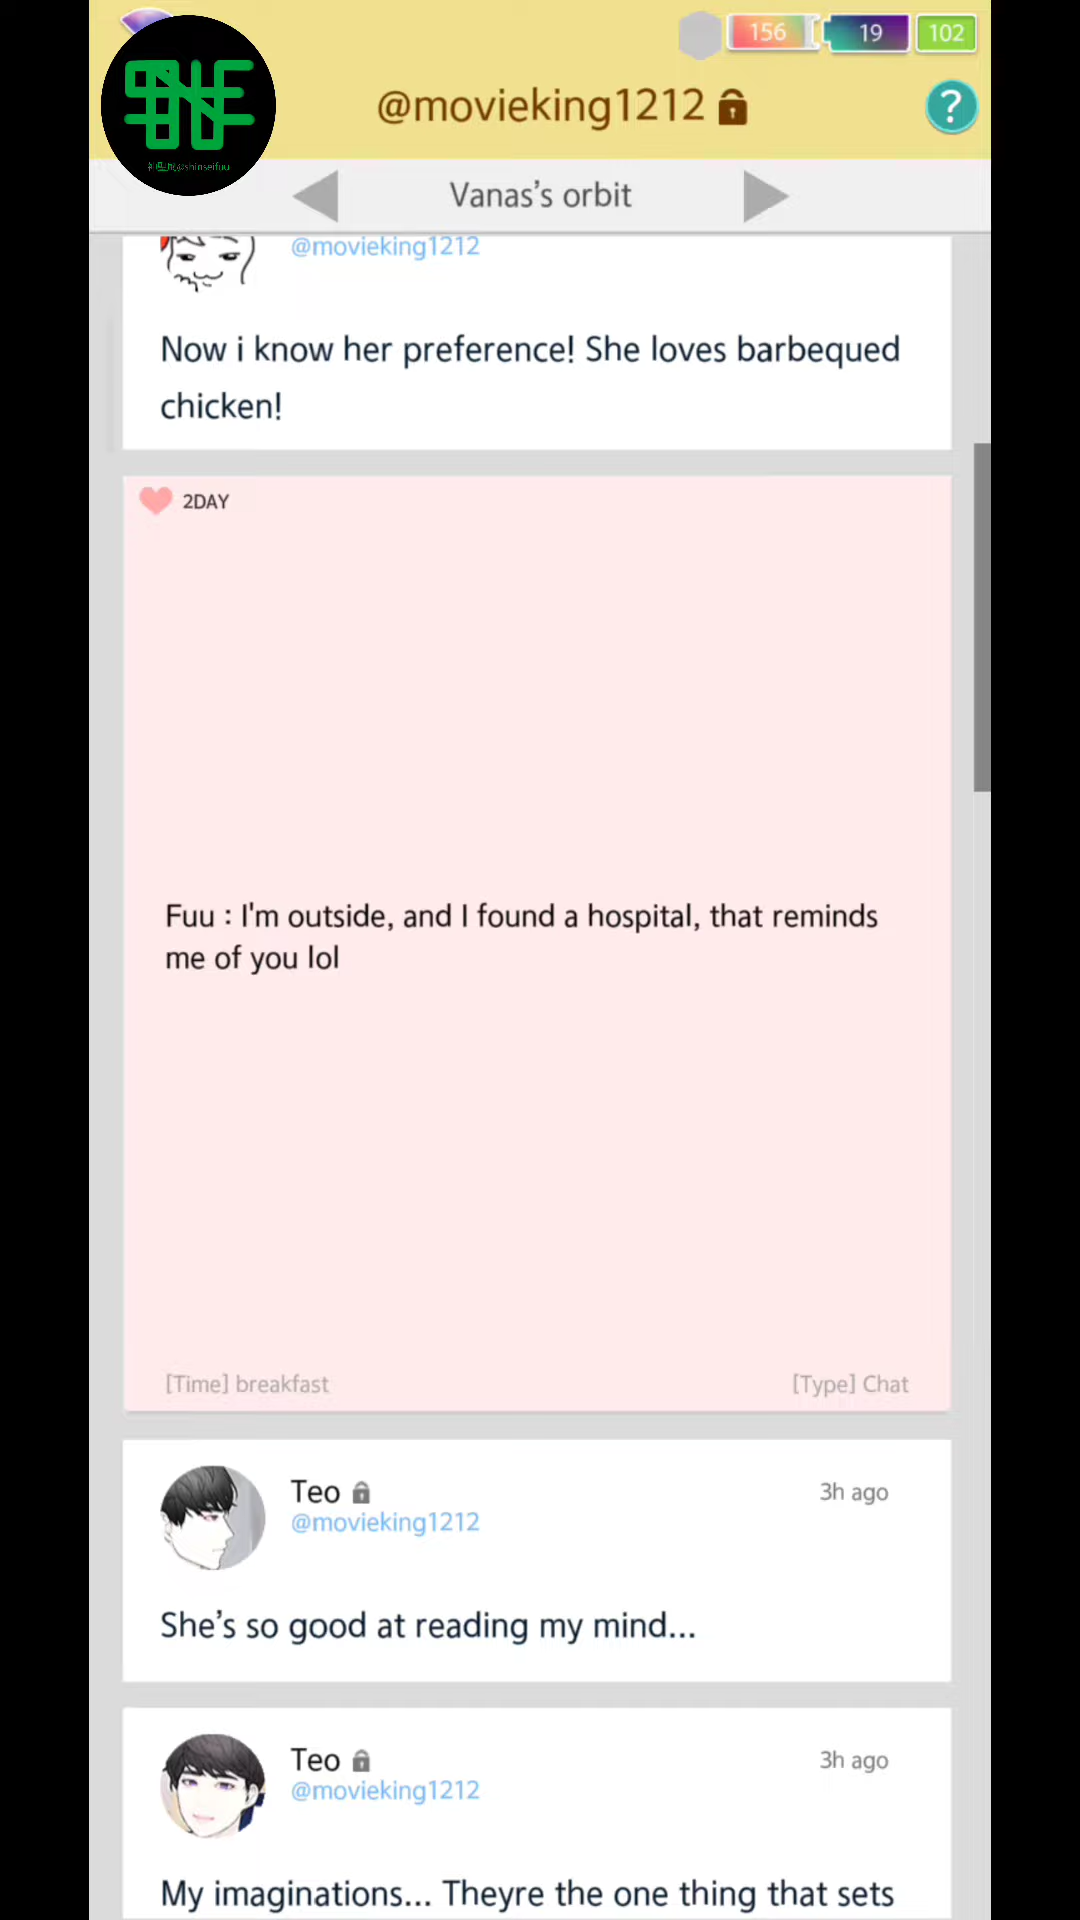 156
19
102
@movieking1212
?
Vanas’s orbit
@movieking1212
Now i know her preference! She loves barbequed
chicken!
2DAY
Fuu : I'm outside, and I found a hospital, that reminds
me of you lol
[Time] breakfast
[Type] Chat
Teo
3h ago
@movieking1212
She’s so good at reading my mind...
Teo
3h ago
@movieking1212
My imaginations... Theyre the one thing that sets